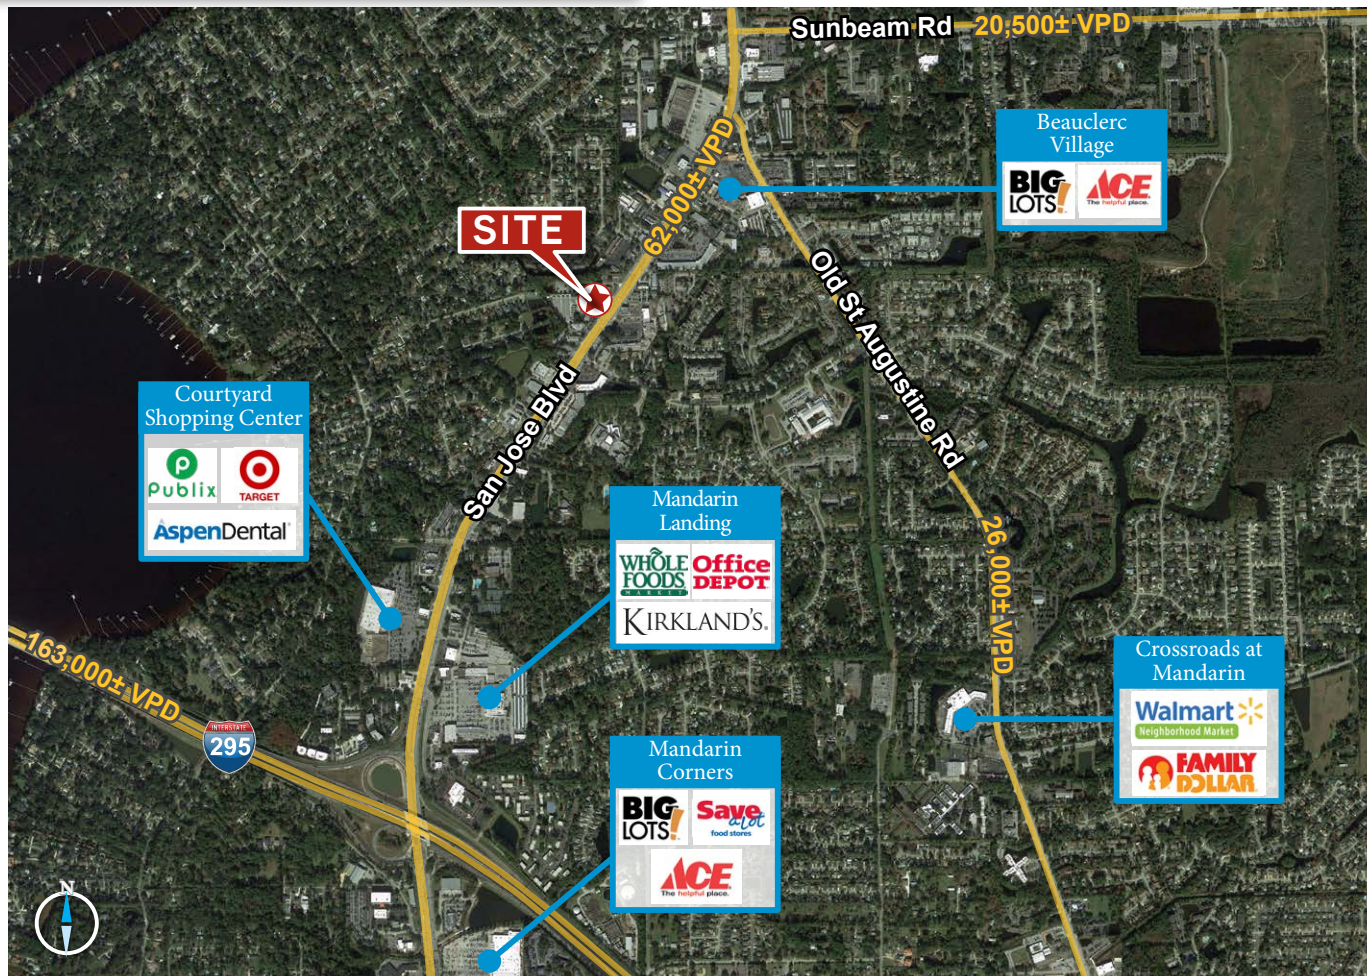 Sunbeam Rd 20,500± VPD
Beauclerc
Village
BIG
LOTS!
ACE
The helpful place.
62,000± VPD
SITE
Old St Augustine Rd
San Jose Blvd
Courtyard
Shopping Center
Publix
TARGET
AspenDental
Mandarin
Landing
WHOLE
FOODS
MARKET
Office
DEPOT
KIRKLAND'S
26,000± VPD
163,000± VPD
INTERSTATE
295
Crossroads at
Mandarin
Walmart
Neighborhood Market
FAMILY
DOLLAR
Mandarin
Corners
BIG
LOTS!
Save
a lot
food stores
ACE
The helpful place.
N